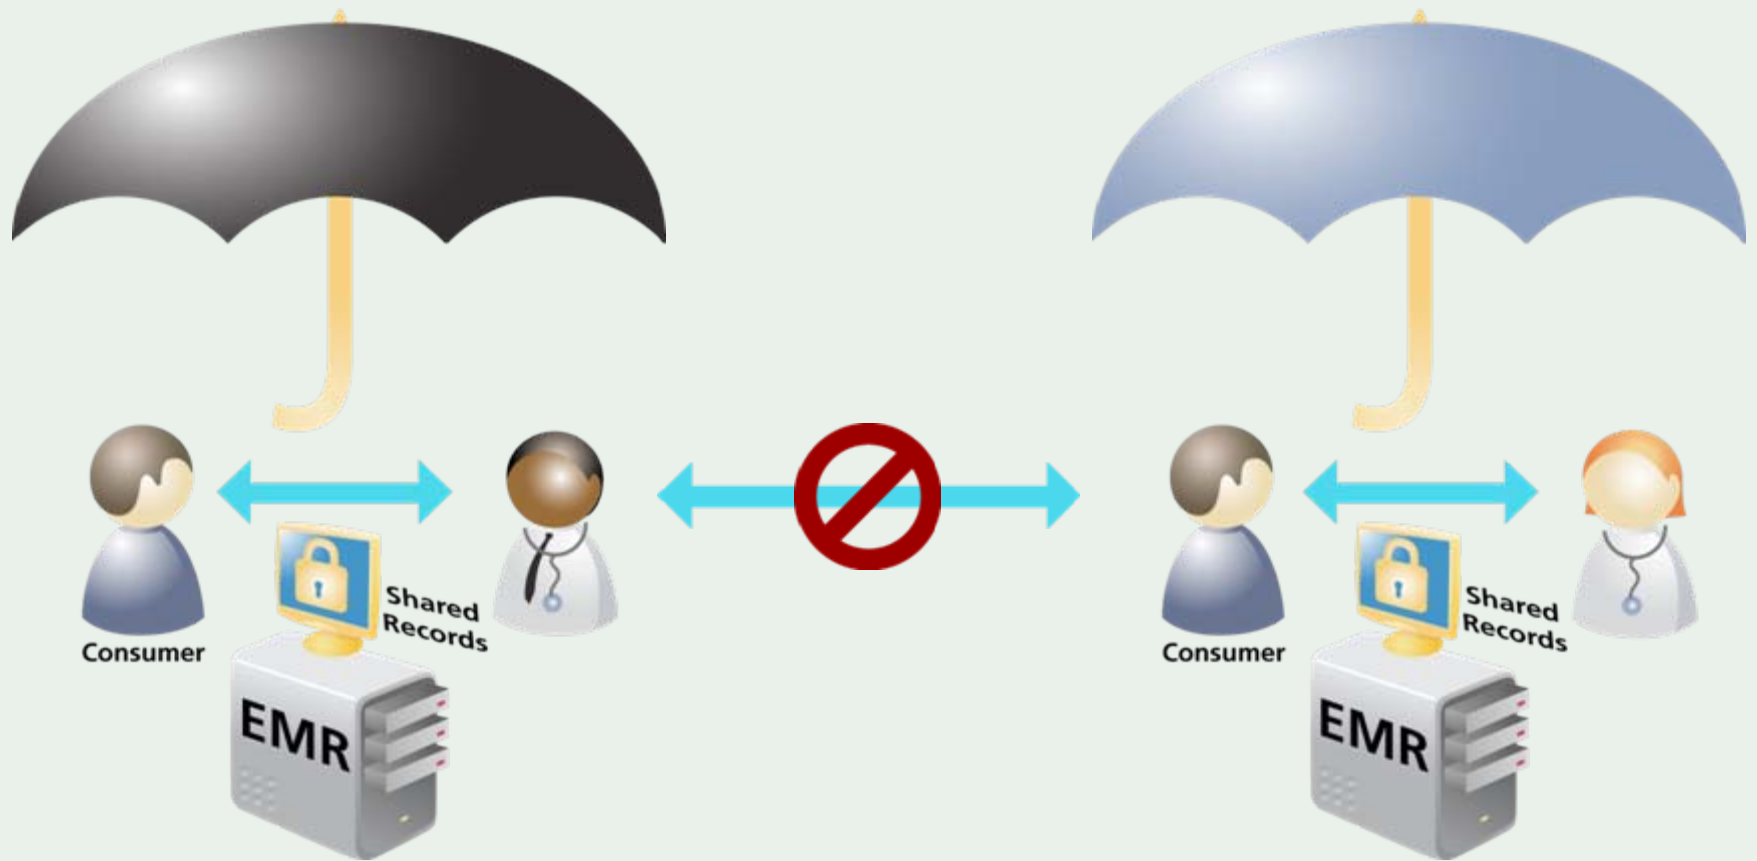 Shared
Records
Consumer
EMR
Shared
Records
Consumer
EMR